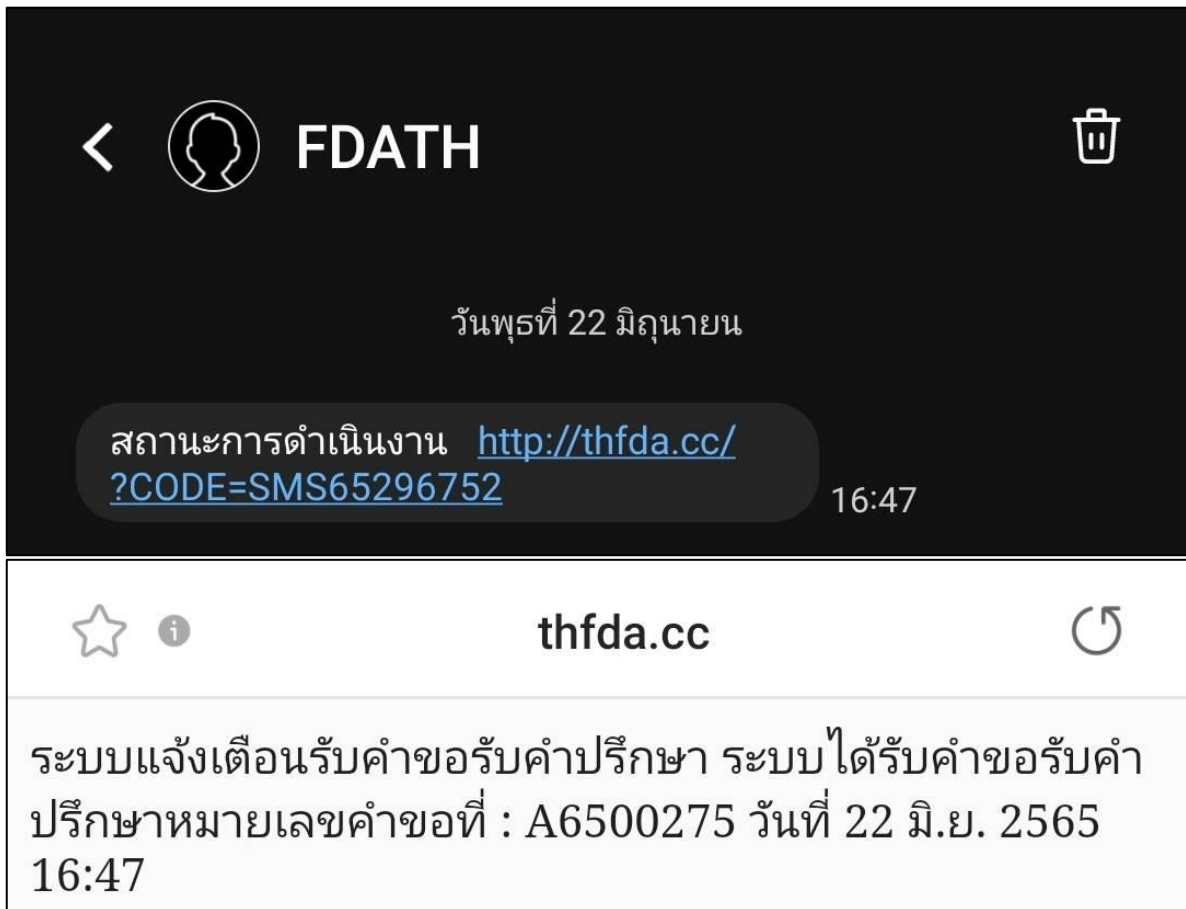 FDATH
วันพุธที่ 22 มิถุนายน
สถานะการดำเนินงาน http://thfda.cc/
?CODE=SMS65296752
16:47
thfda.cc
ระบบแจ้งเตือนรับคำขอรับคำปรึกษา ระบบได้รับคำขอรับคำ
ปรึกษาหมายเลขคำขอที่ : A6500275 วันที่ 22 มิ.ย. 2565
16:47